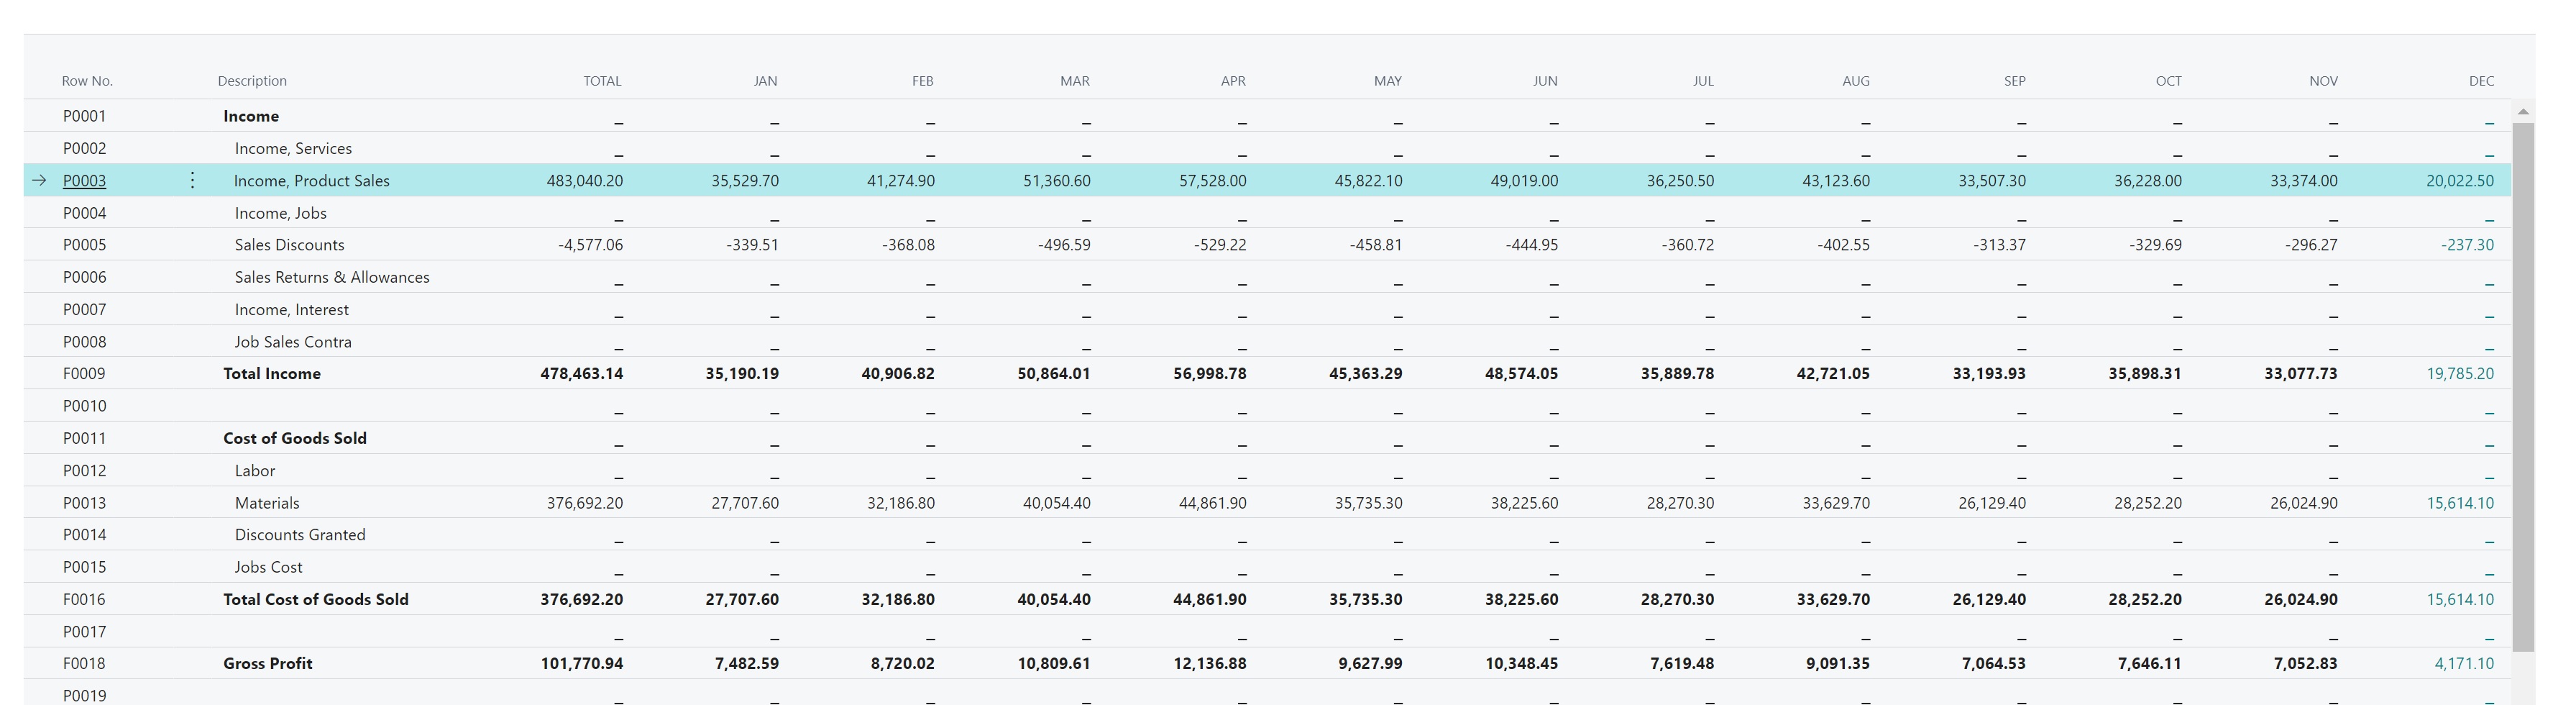 Row No. Description TOTAL JAN FEB MAR APR MAY JUN JUL AUG SEP OCT NOV DEC
P0001 Income _ _ _ _ _ _ _ _ _ _ _ _ _
P0002 Income, Services _ _ _ _ _ _ _ _ _ _ _ _ _
P0003 Income, Product Sales 483,040.20 35,529.70 41,274.90 51,360.60 57,528.00 45,822.10 49,019.00 36,250.50 43,123.60 33,507.30 36,228.00 33,374.00 20,022.50
P0004 Income, Jobs _ _ _ _ _ _ _ _ _ _ _ _ _
P0005 Sales Discounts -4,577.06 -339.51 -368.08 -496.59 -529.22 -458.81 -444.95 -360.72 -402.55 -313.37 -329.69 -296.27 -237.30
P0006 Sales Returns & Allowances _ _ _ _ _ _ _ _ _ _ _ _ _
P0007 Income, Interest _ _ _ _ _ _ _ _ _ _ _ _ _
P0008 Job Sales Contra _ _ _ _ _ _ _ _ _ _ _ _ _
F0009 Total Income 478,463.14 35,190.19 40,906.82 50,864.01 56,998.78 45,363.29 48,574.05 35,889.78 42,721.05 33,193.93 35,898.31 33,077.73 19,785.20
P0010 _ _ _ _ _ _ _ _ _ _ _ _ _
P0011 Cost of Goods Sold _ _ _ _ _ _ _ _ _ _ _ _ _
P0012 Labor _ _ _ _ _ _ _ _ _ _ _ _ _
P0013 Materials 376,692.20 27,707.60 32,186.80 40,054.40 44,861.90 35,735.30 38,225.60 28,270.30 33,629.70 26,129.40 28,252.20 26,024.90 15,614.10
P0014 Discounts Granted _ _ _ _ _ _ _ _ _ _ _ _ _
P0015 Jobs Cost _ _ _ _ _ _ _ _ _ _ _ _ _
F0016 Total Cost of Goods Sold 376,692.20 27,707.60 32,186.80 40,054.40 44,861.90 35,735.30 38,225.60 28,270.30 33,629.70 26,129.40 28,252.20 26,024.90 15,614.10
P0017 _ _ _ _ _ _ _ _ _ _ _ _ _
F0018 Gross Profit 101,770.94 7,482.59 8,720.02 10,809.61 12,136.88 9,627.99 10,348.45 7,619.48 9,091.35 7,064.53 7,646.11 7,052.83 4,171.10
P0019 _ _ _ _ _ _ _ _ _ _ _ _ _